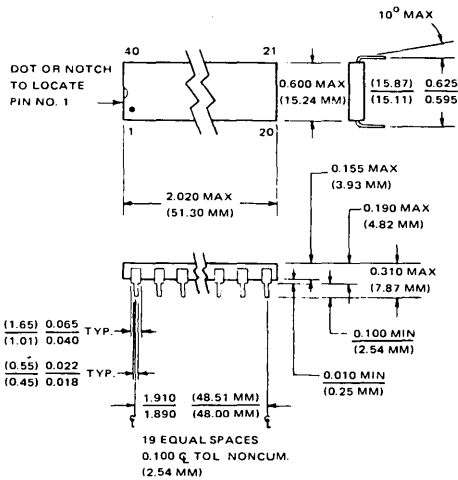 10° MAX
40 21
DOT OR NOTCH
TO LOCATE
PIN NO. 1
0.600 MAX
(15.24 MM)
(15.87) 0.625
(15.11) 0.595
1 20
2.020 MAX
(51.30 MM)
0.155 MAX
(3.93 MM)
0.190 MAX
(4.82 MM)
0.310 MAX
(7.87 MM)
(1.65) 0.065
(1.01) 0.040
TYP.
0.100 MIN
(2.54 MM)
(0.55) 0.022
(0.45) 0.018
TYP.
0.010 MIN
(0.25 MM)
1.910 (48.51 MM)
1.890 (48.00 MM)
℄ ℄
19 EQUAL SPACES
0.100 ℄ TOL NONCUM.
(2.54 MM)